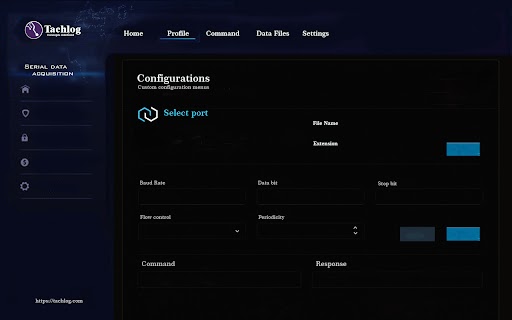 Tachlog
Home Profile Command Data Files Settings
SERIAL DATA
ACQUISITION
Configurations
Custom configuration menus
Select port
File Name
Extension
Baud Rate Data bit Stop bit
Flow control Periodicity
Command Response
https://tachlog.com